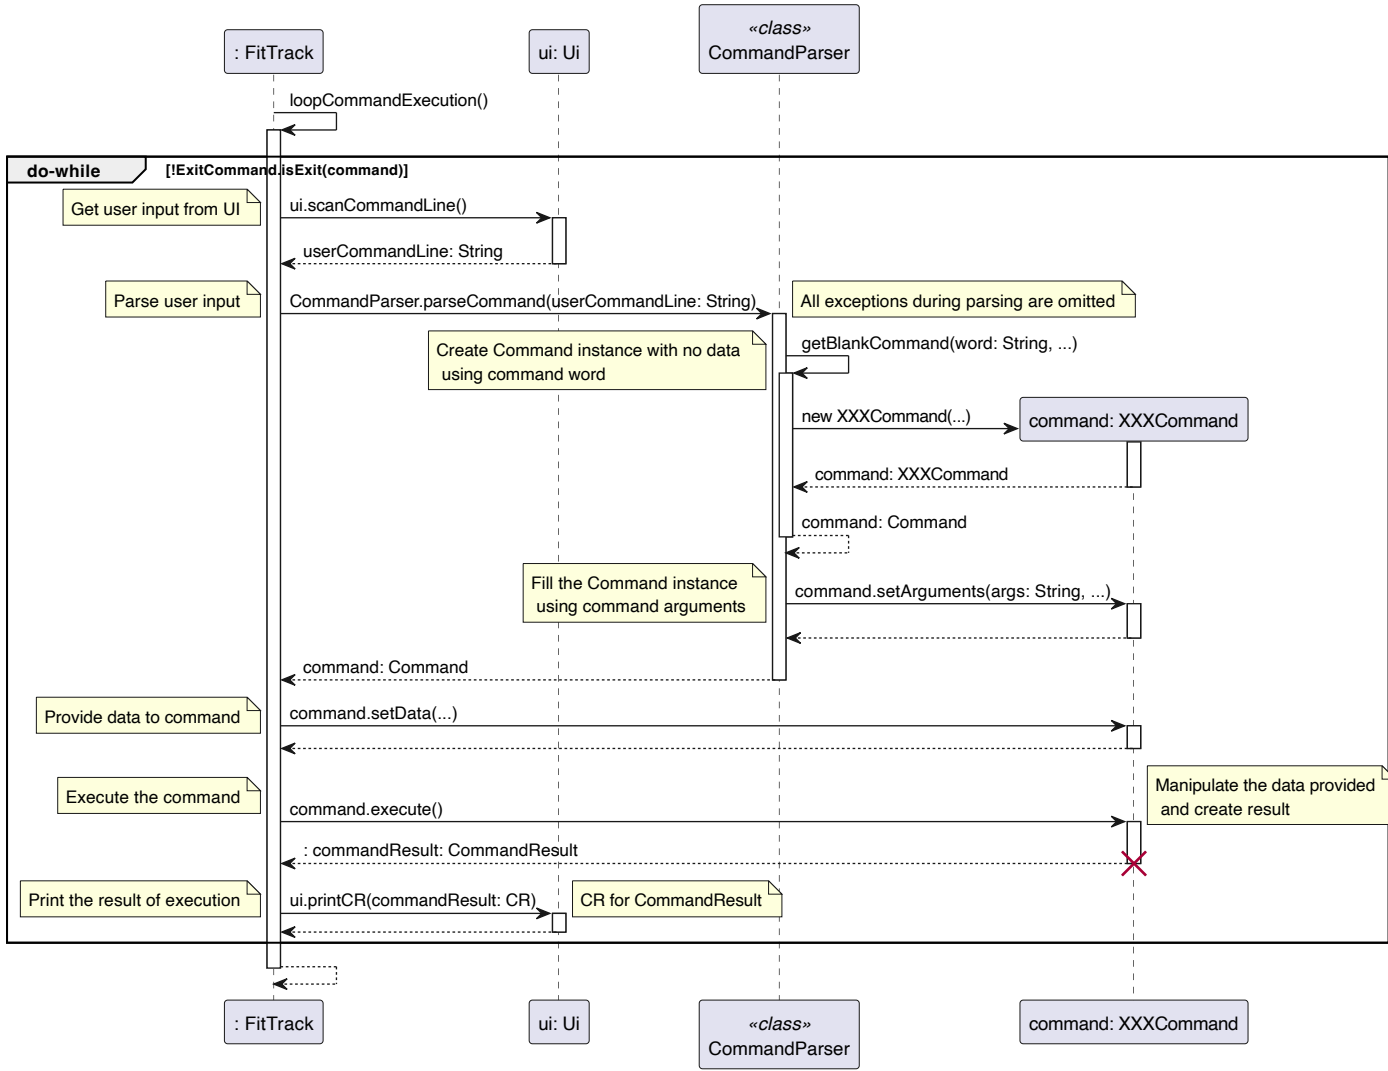 «class»
: FitTrack
ui: Ui
CommandParser
loopCommandExecution()
do-while
[!ExitCommand.isExit(command)]
Get user input from UI
ui.scanCommandLine()
userCommandLine: String
Parse user input
CommandParser.parseCommand(userCommandLine: String)
All exceptions during parsing are omitted
Create Command instance with no data
using command word
getBlankCommand(word: String, ...)
new XXXCommand(...)
command: XXXCommand
command: XXXCommand
command: Command
Fill the Command instance
using command arguments
command.setArguments(args: String, ...)
command: Command
Provide data to command
command.setData(...)
Execute the command
command.execute()
Manipulate the data provided
and create result
: commandResult: CommandResult
Print the result of execution
ui.printCR(commandResult: CR)
CR for CommandResult
: FitTrack
ui: Ui
«class»
CommandParser
command: XXXCommand